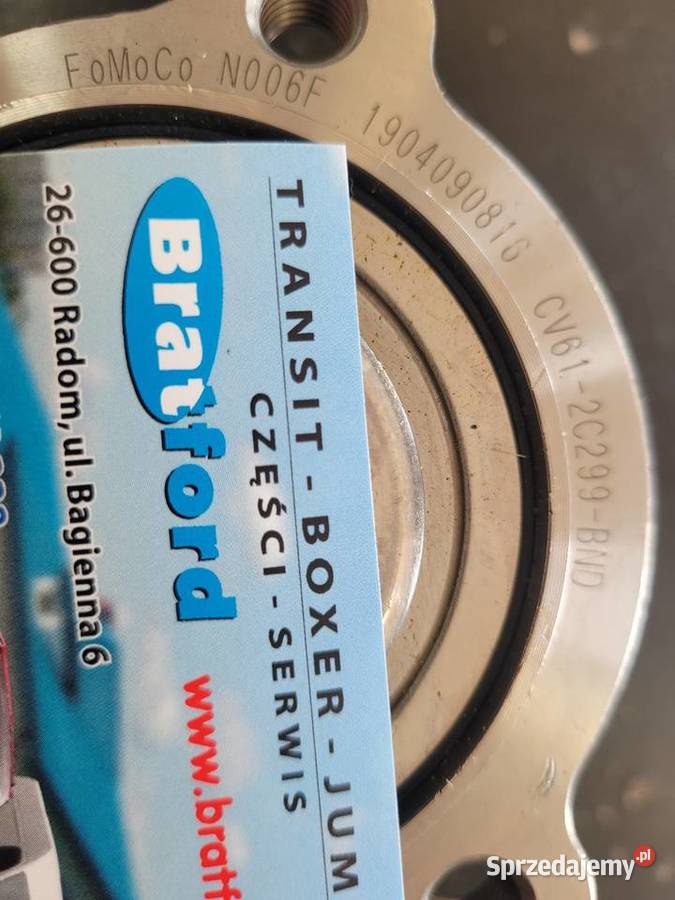 FoMoCo N006F 1904090816 CV61-2C299-BND
TRANSIT - BOXER - JUM
CZĘŚCI - SERWIS
Bratford
www.bratf
26-600 Radom, ul. Bagienna 6
Sprzedajemy.pl